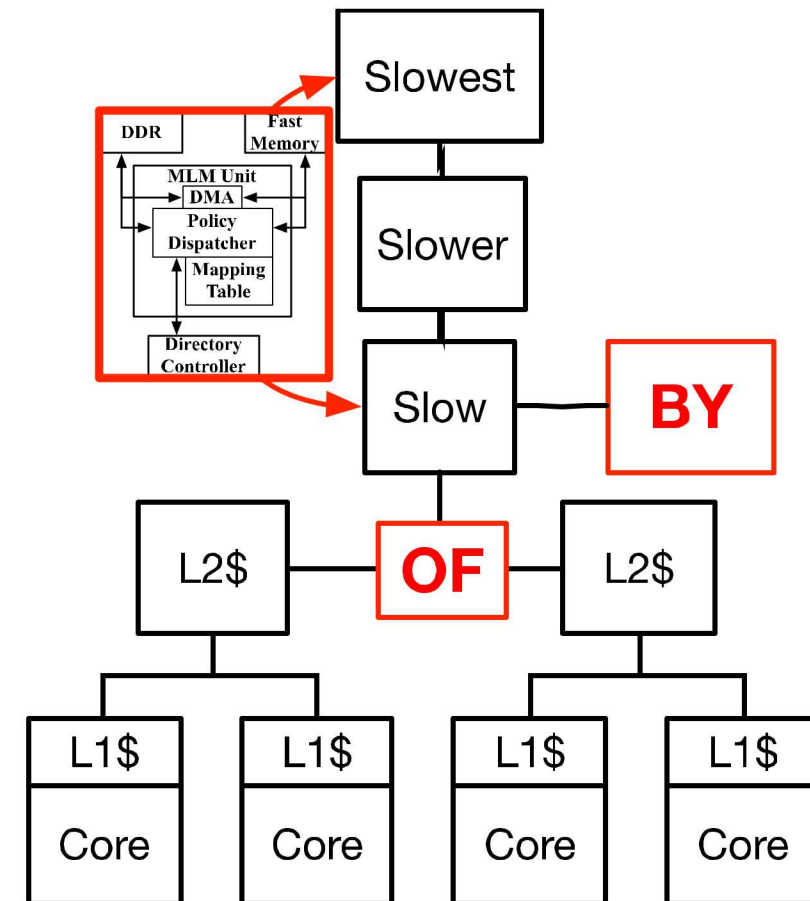 Slowest
DDR
Fast
Memory
MLM Unit
DMA
Policy
Dispatcher
Mapping
Table
Directory
Controller
Slower
Slow
BY
L2$
OF
L2$
L1$
L1$
L1$
L1$
Core
Core
Core
Core